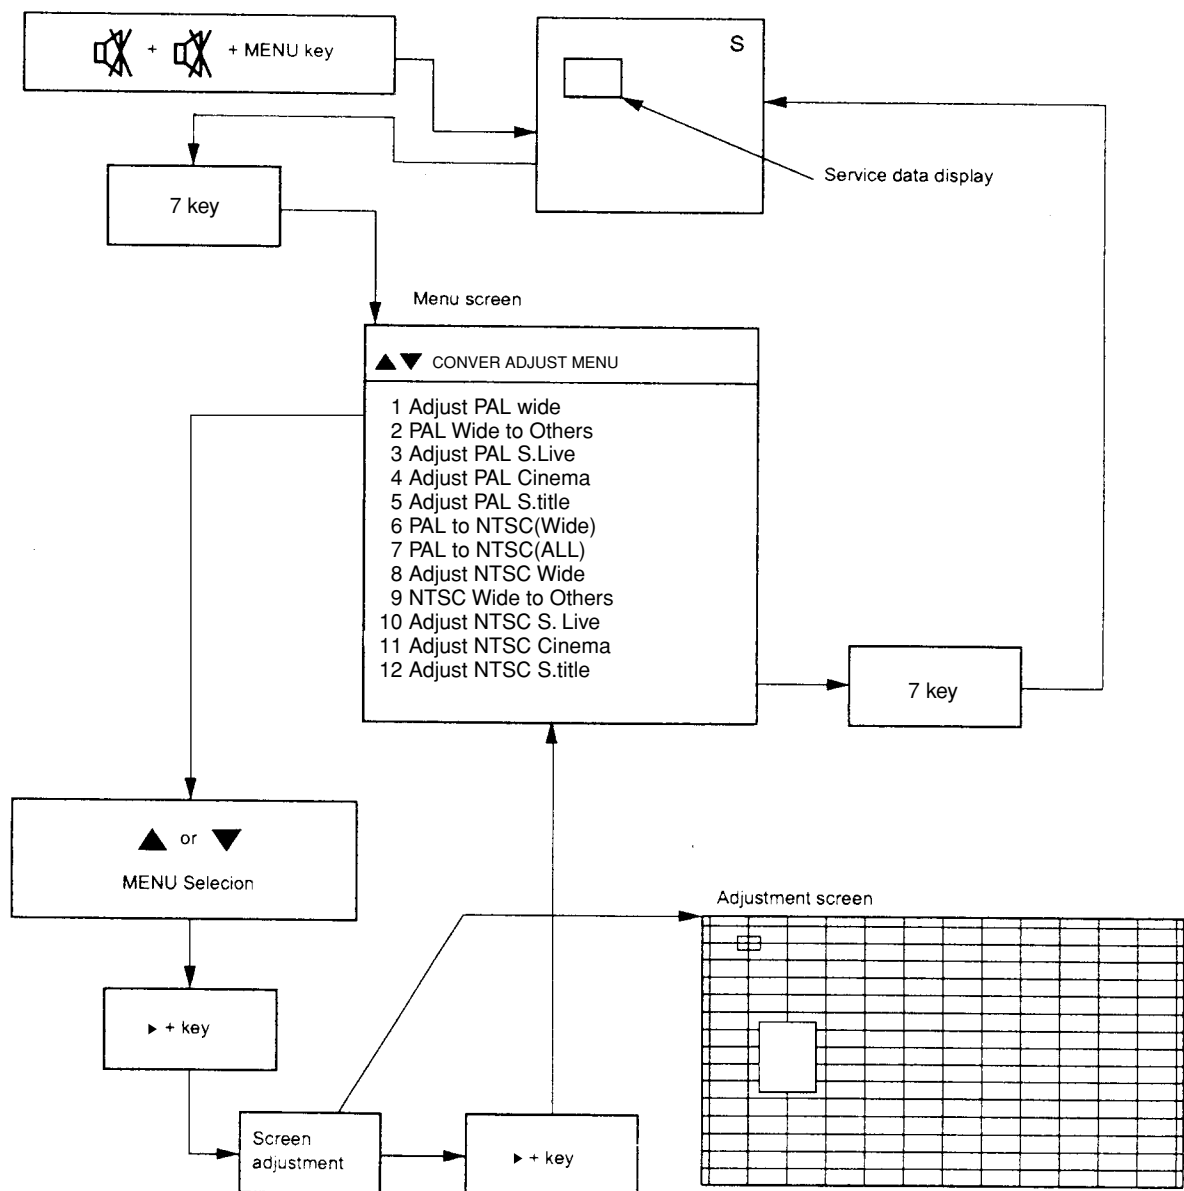 + + MENU key
S
Service data display
7 key
Menu screen
▲▼ CONVER ADJUST MENU
1 Adjust PAL wide
2 PAL Wide to Others
3 Adjust PAL S.Live
4 Adjust PAL Cinema
5 Adjust PAL S.title
6 PAL to NTSC(Wide)
7 PAL to NTSC(ALL)
8 Adjust NTSC Wide
9 NTSC Wide to Others
10 Adjust NTSC S. Live
11 Adjust NTSC Cinema
12 Adjust NTSC S.title
7 key
▲ or ▼
MENU Selecion
Adjustment screen
▶ + key
Screen
adjustment
▶ + key